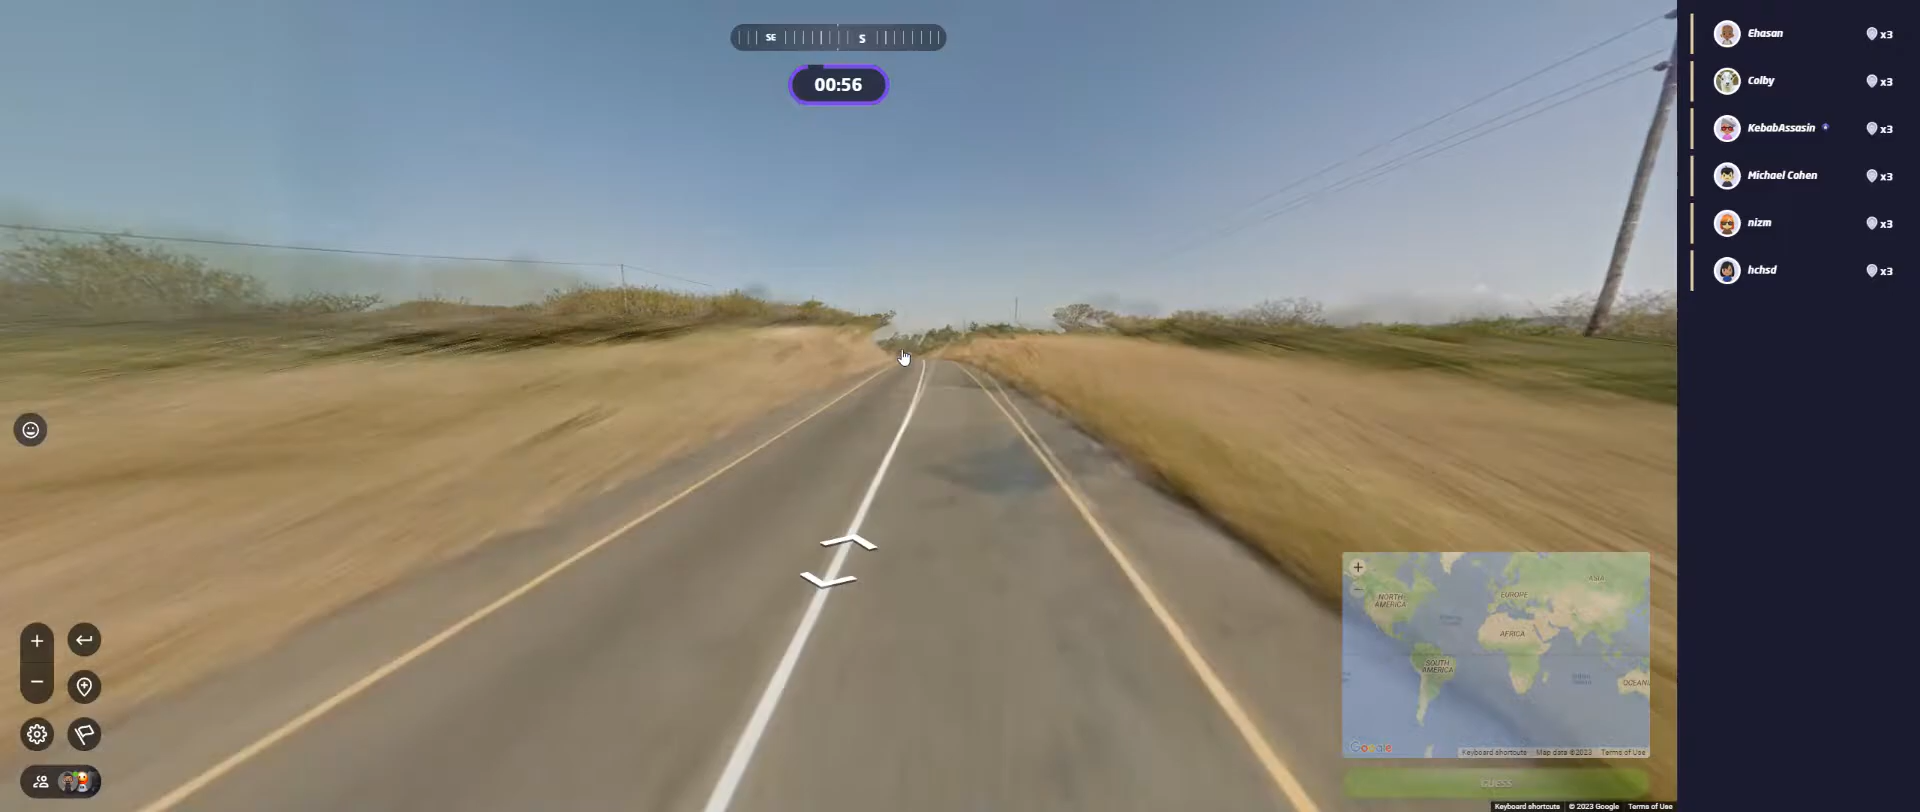 SE
S
00:56
Ehasan
x3
Colby
x3
KebabAssasin
x3
Michael Cohen
x3
nizm
x3
hchsd
x3
NORTH AMERICA
EUROPE
ASIA
AFRICA
SOUTH AMERICA
OCEAN
Google
Keyboard shortcuts
Map data ©2023
Terms of Use
GUESS
Keyboard shortcuts
© 2023 Google
Terms of Use